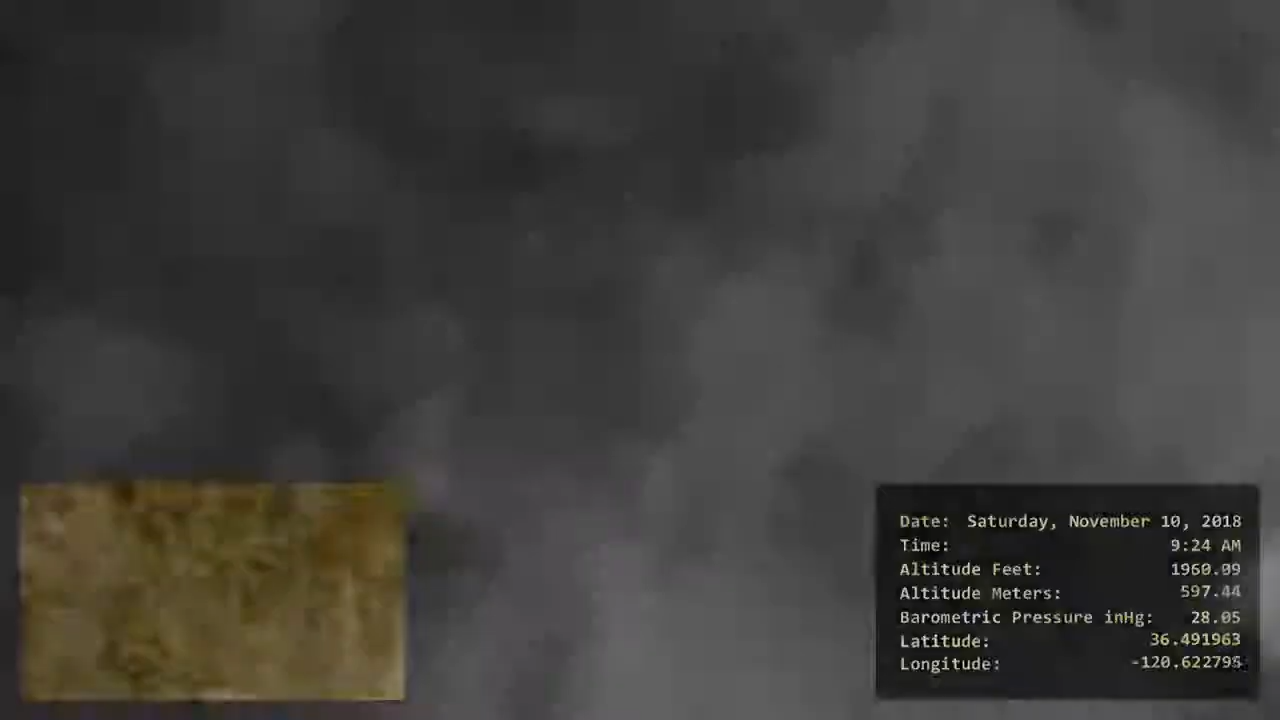 Date: Saturday, November 10, 2018
Time: 9:24 AM
Altitude Feet: 1960.09
Altitude Meters: 597.44
Barometric Pressure inHg: 28.05
Latitude: 36.491963
Longitude: -120.622795